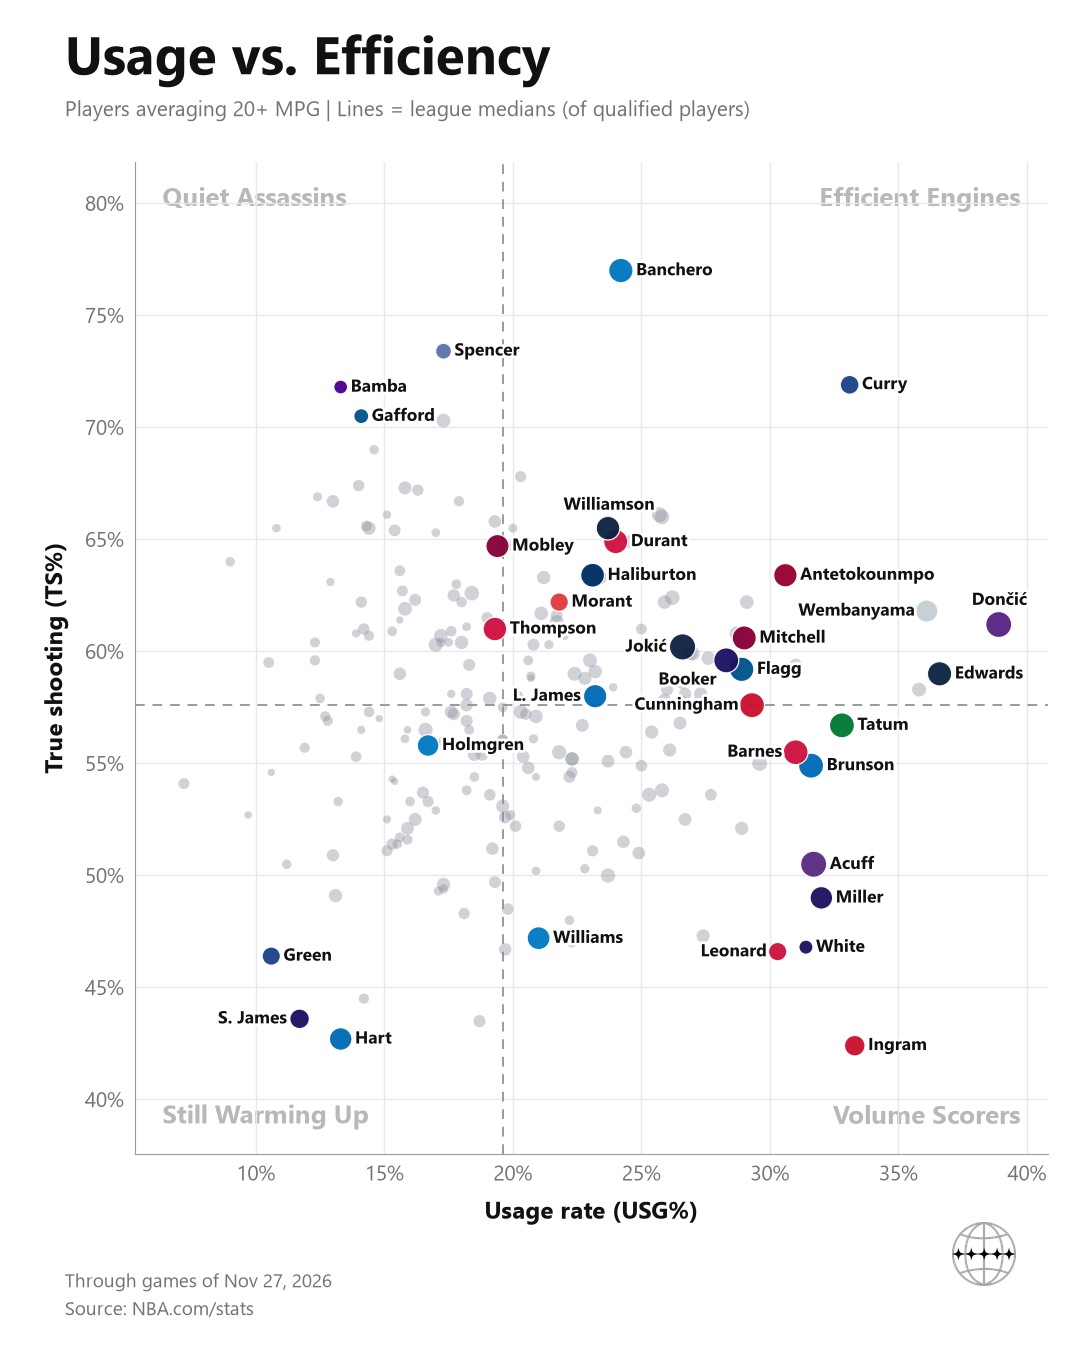 Usage vs. Efficiency
Players averaging 20+ MPG | Lines = league medians (of qualified players)
Quiet Assassins
Efficient Engines
80%
Banchero
75%
Spencer
Bamba
Curry
Gafford
70%
Williamson
65%
Mobley
Durant
Haliburton
Antetokounmpo
Morant
Wembanyama
Dončić
Thompson
Mitchell
Jokić
60%
Flagg
Booker
Edwards
L. James
Cunningham
Tatum
Holmgren
Barnes
Brunson
55%
Acuff
50%
Miller
Williams
White
Leonard
Green
45%
S. James
Hart
Ingram
40%
Still Warming Up
Volume Scorers
True shooting (TS%)
10%
15%
20%
25%
30%
35%
40%
Usage rate (USG%)
Through games of Nov 27, 2026
Source: NBA.com/stats